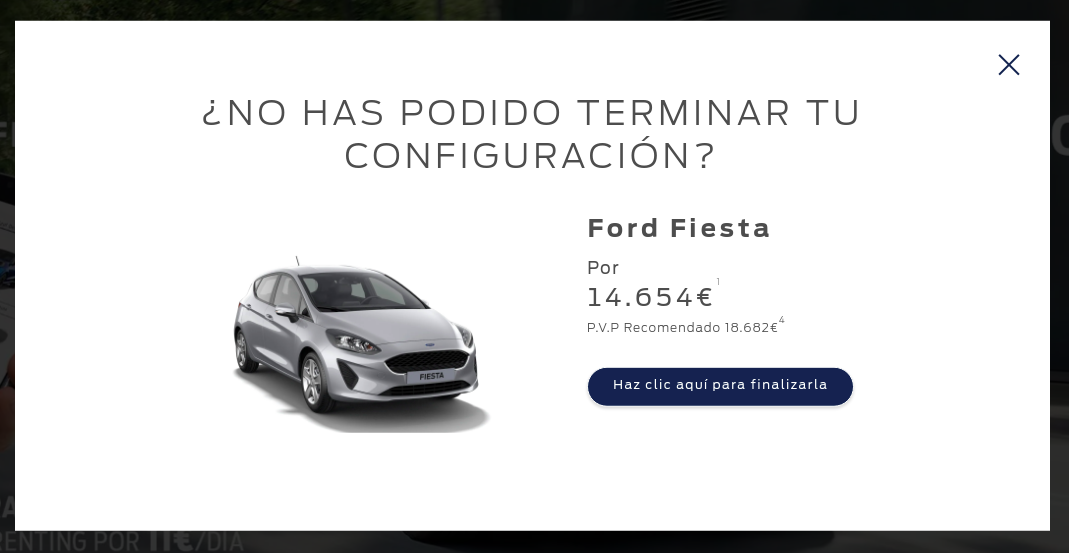 ¿NO HAS PODIDO TERMINAR TU
CONFIGURACIÓN?
Ford Fiesta
Por
14.654€1
P.V.P Recomendado 18.682€4
Haz clic aquí para finalizarla
FIESTA
RENTING POR 11€/DIA